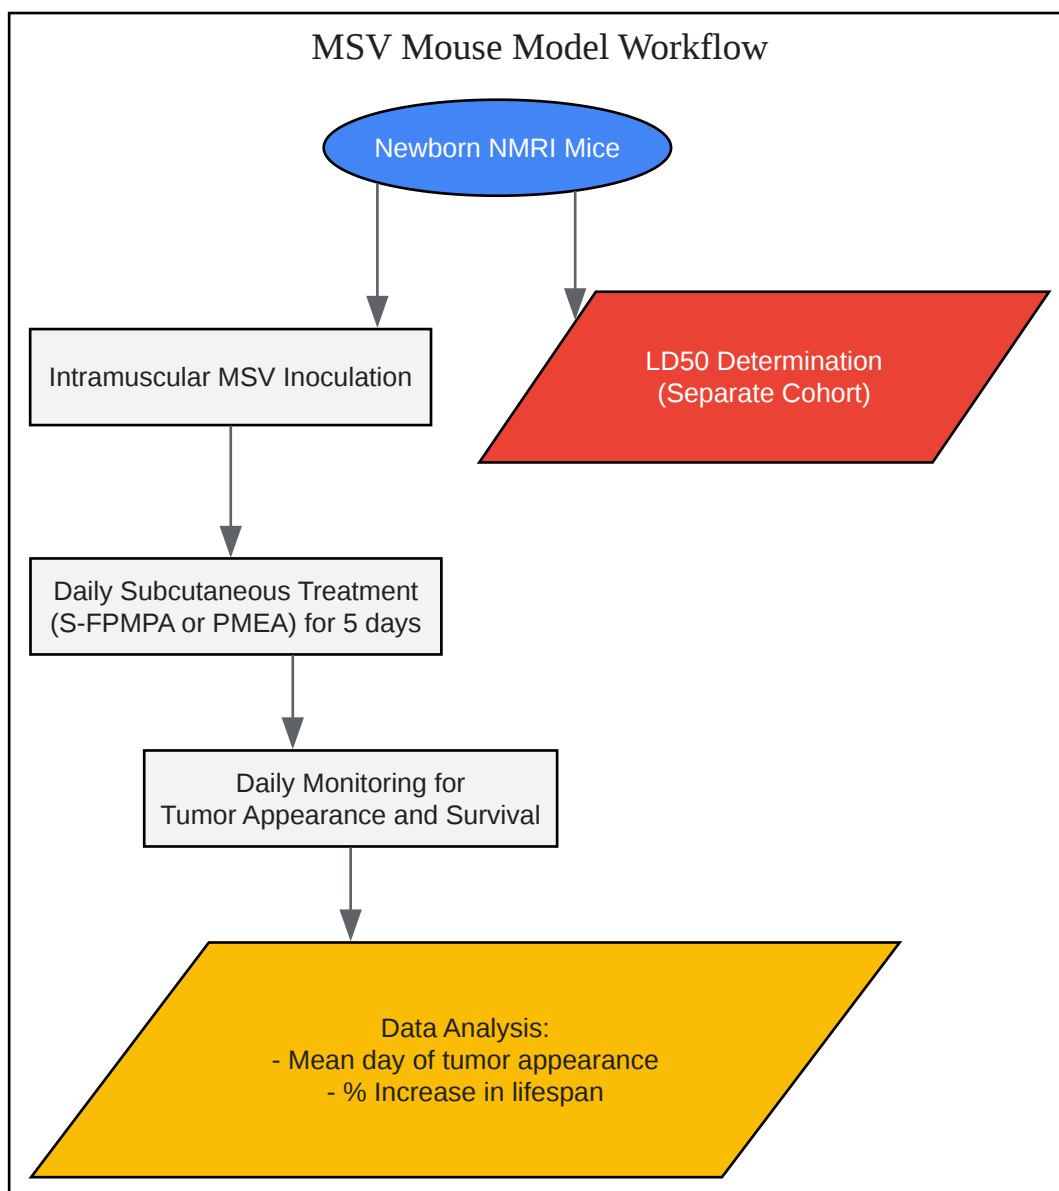 MSV Mouse Model Workflow
Newborn NMRI Mice
Intramuscular MSV Inoculation
LD50 Determination
(Separate Cohort)
Daily Subcutaneous Treatment
(S-FPMPA or PMEA) for 5 days
Daily Monitoring for
Tumor Appearance and Survival
Data Analysis:
- Mean day of tumor appearance
- % Increase in lifespan